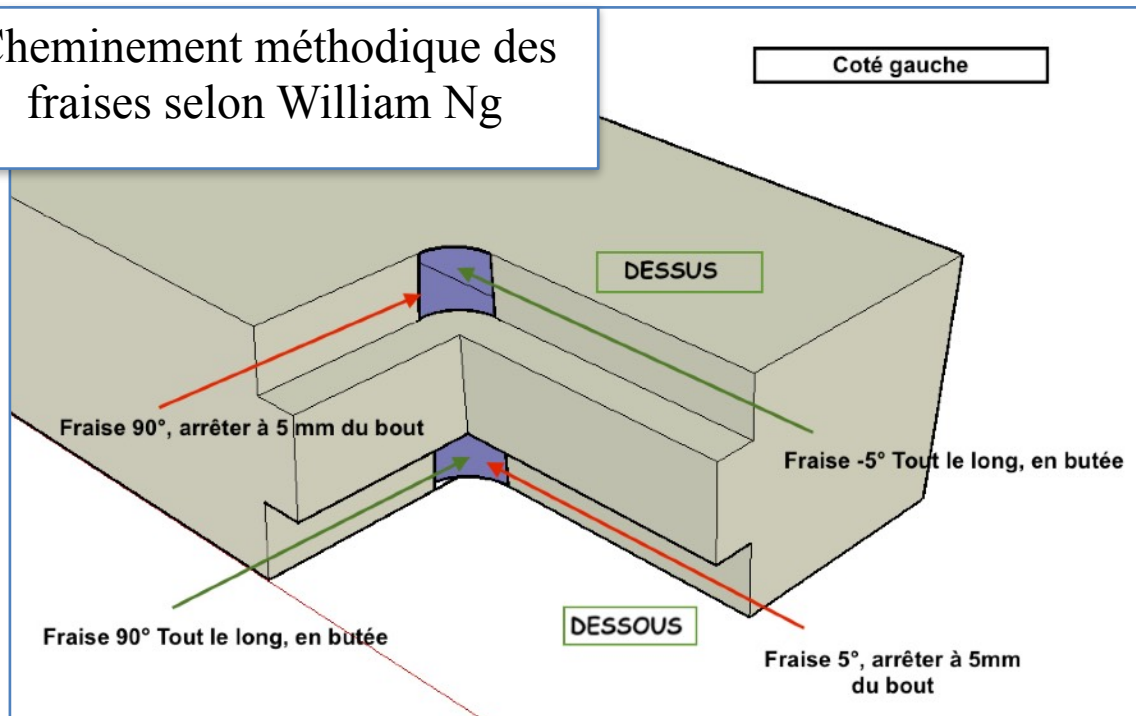 Cheminement méthodique des
fraises selon William Ng
Coté gauche
DESSUS
Fraise 90°, arrêter à 5 mm du bout
Fraise -5° Tout le long, en butée
Fraise 90° Tout le long, en butée
DESSOUS
Fraise 5°, arrêter à 5mm
du bout